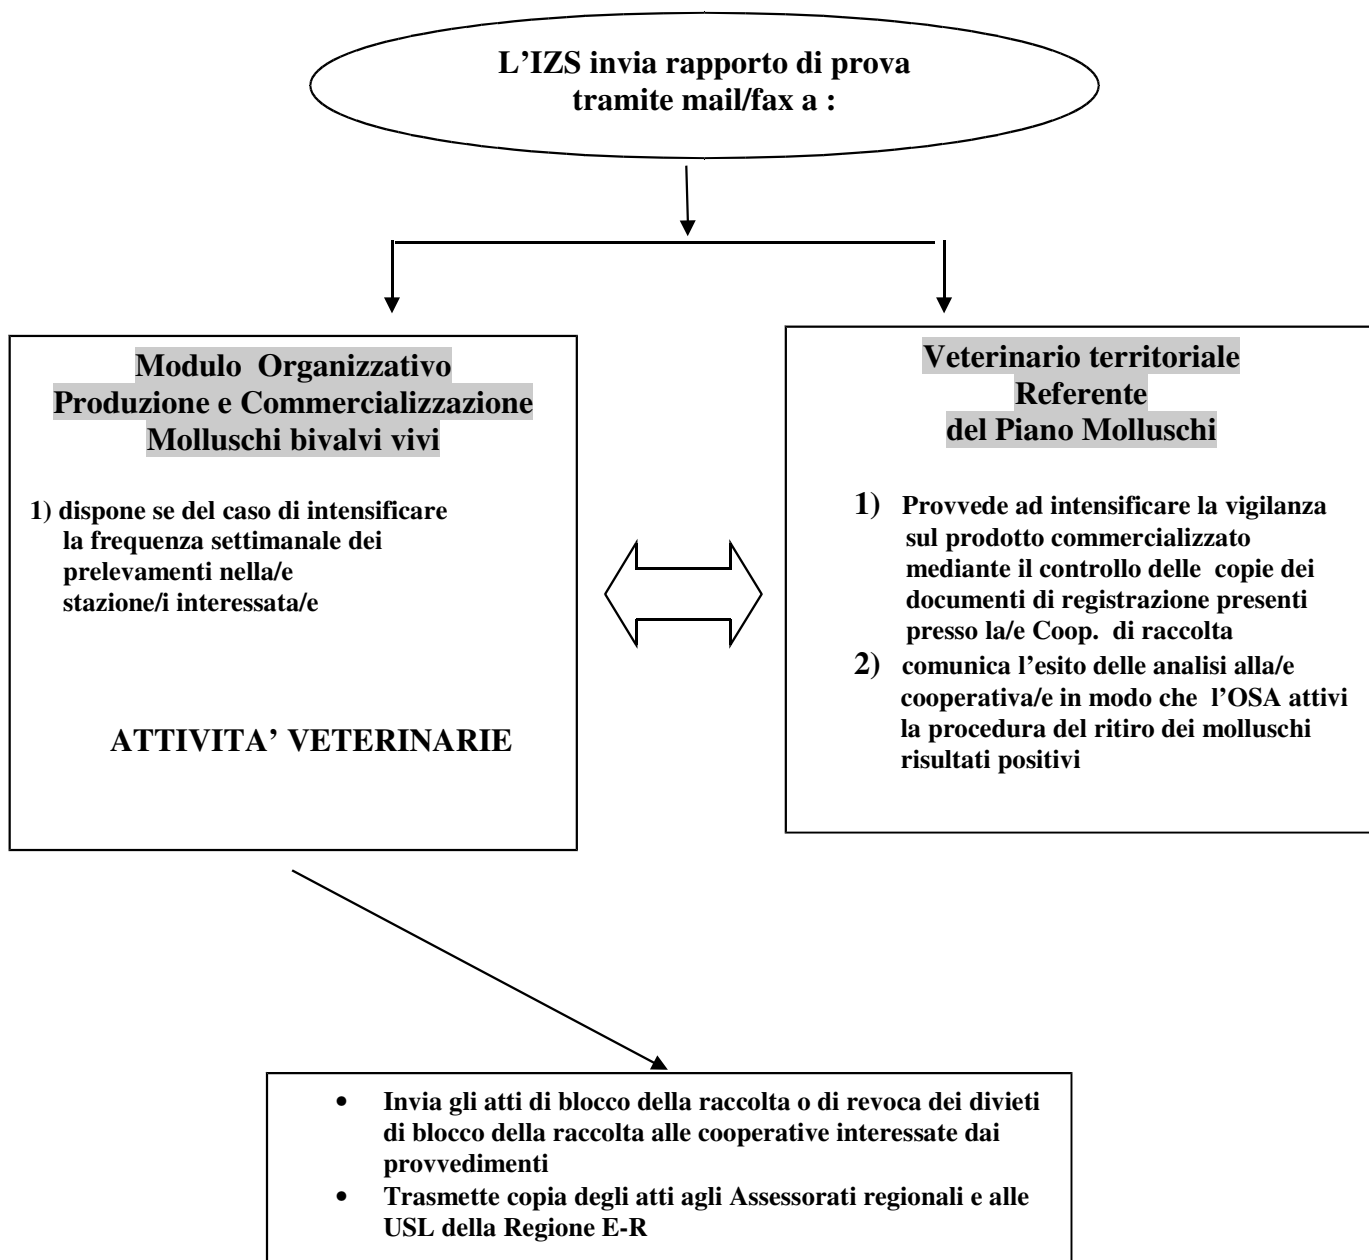 L’IZS invia rapporto di prova
tramite mail/fax a :
Modulo Organizzativo
Produzione e Commercializzazione
Molluschi bivalvi vivi
1) dispone se del caso di intensificare
la frequenza settimanale dei
prelevamenti nella/e
stazione/i interessata/e
ATTIVITA’ VETERINARIE
Veterinario territoriale
Referente
del Piano Molluschi
1) Provvede ad intensificare la vigilanza
sul prodotto commercializzato
mediante il controllo delle copie dei
documenti di registrazione presenti
presso la/e Coop. di raccolta
2) comunica l’esito delle analisi alla/e
cooperativa/e in modo che l’OSA attivi
la procedura del ritiro dei molluschi
risultati positivi
• Invia gli atti di blocco della raccolta o di revoca dei divieti
di blocco della raccolta alle cooperative interessate dai
provvedimenti
• Trasmette copia degli atti agli Assessorati regionali e alle
USL della Regione E-R